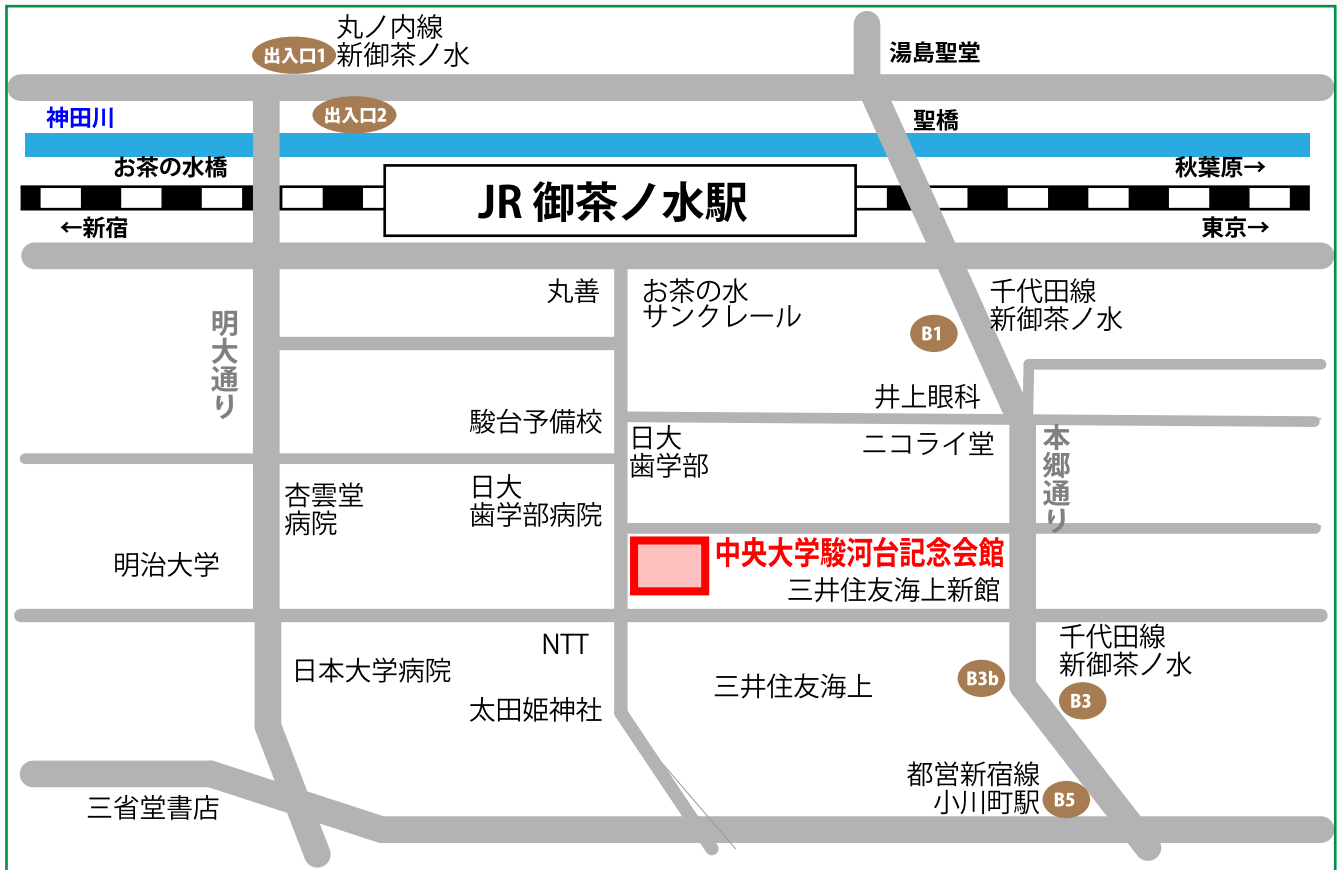 丸ノ内線
新御茶ノ水
出入口1
湯島聖堂
神田川
出入口2
聖橋
お茶の水橋
秋葉原→
JR 御茶ノ水駅
←新宿
東京→
丸善
お茶の水
サンクレール
千代田線
新御茶ノ水
B1
明大通り
井上眼科
駿台予備校
日大
歯学部
ニコライ堂
本郷通り
杏雲堂
病院
日大
歯学部病院
明治大学
中央大学駿河台記念会館
三井住友海上新館
NTT
千代田線
新御茶ノ水
日本大学病院
三井住友海上
B3b
B3
太田姫神社
都営新宿線
小川町駅
B5
三省堂書店